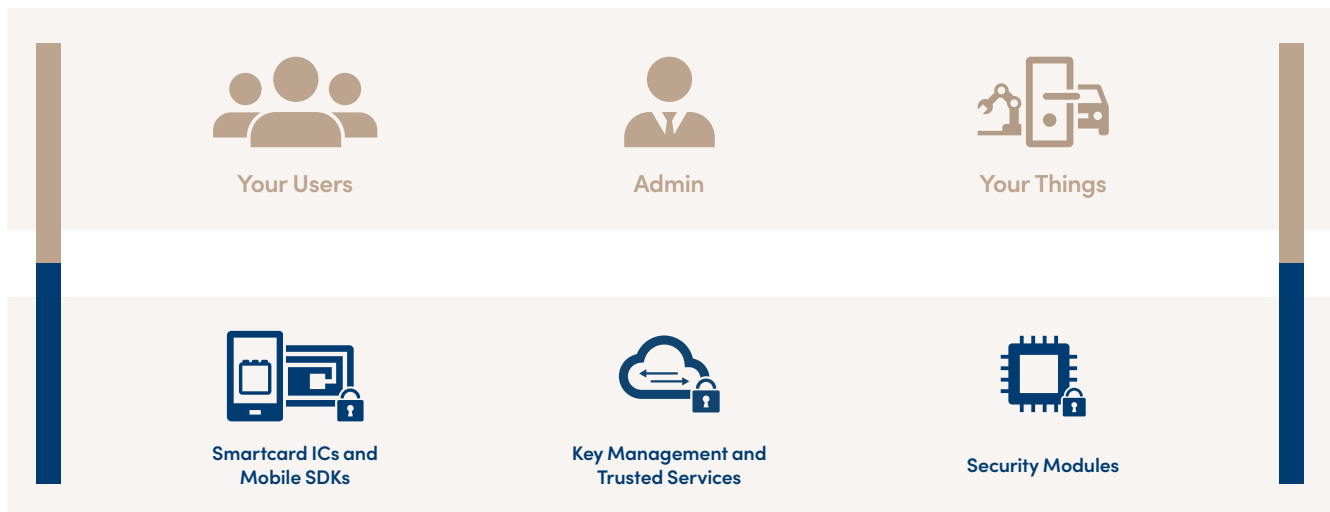 Your Users
Admin
Your Things
Smartcard ICs and
Mobile SDKs
Key Management and
Trusted Services
Security Modules